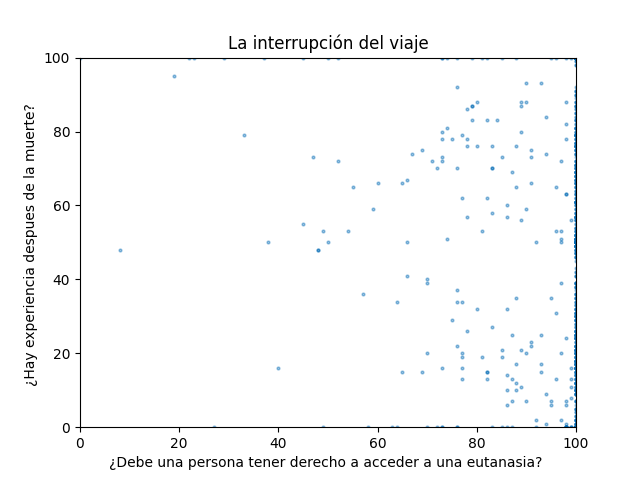 La interrupción del viaje
¿Hay experiencia despues de la muerte?
100
80
60
40
20
0
0 20 40 60 80 100
¿Debe una persona tener derecho a acceder a una eutanasia?